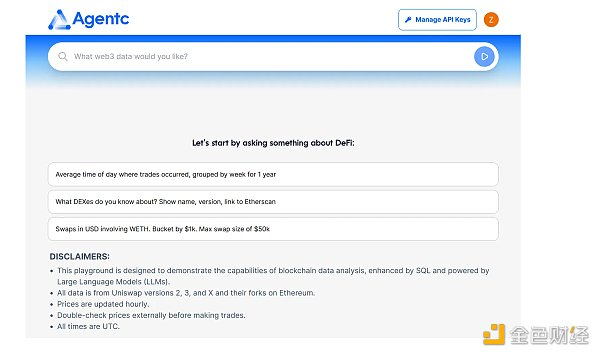 Agentc
Manage API Keys
Z
What web3 data would you like?
Let's start by asking something about DeFi:
Average time of day where trades occurred, grouped by week for 1 year
What DEXes do you know about? Show name, version, link to Etherscan
Swaps in USD involving WETH. Bucket by $1k. Max swap size of $50k
DISCLAIMERS:
• This playground is designed to demonstrate the capabilities of blockchain data analysis, enhanced by SQL and powered by
Large Language Models (LLMs).
• All data is from Uniswap versions 2, 3, and X and their forks on Ethereum.
• Prices are updated hourly.
• Double-check prices externally before making trades.
• All times are UTC.
金色财经